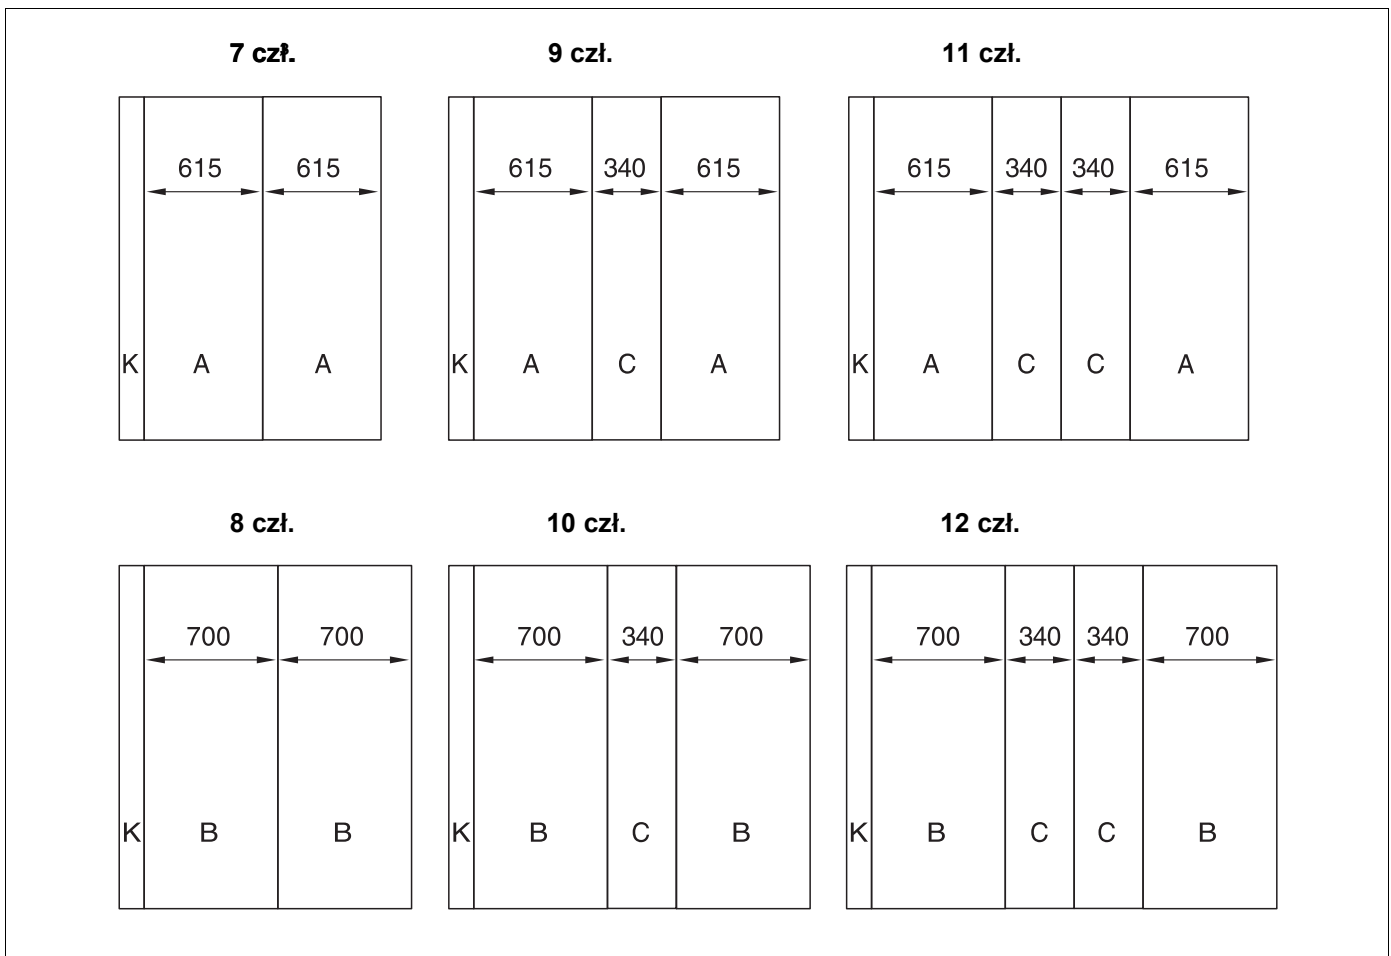 7 czł.
9 czł.
11 czł.
615 615
615 340 615
615 340 340 615
K A A
K A C A
K A C C A
8 czł.
10 czł.
12 czł.
700 700
700 340 700
700 340 340 700
K B B
K B C B
K B C C B